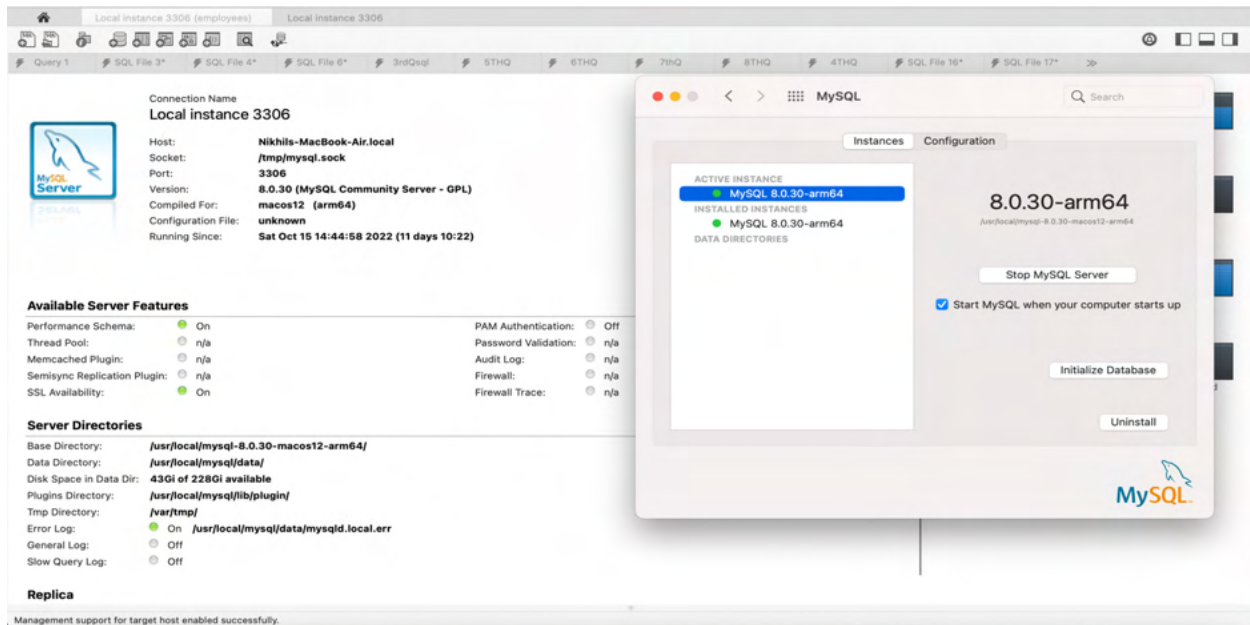 Local instance 3306 (employees) Local instance 3306
Query 1 SQL File 3* SQL File 4* SQL File 6* 3rdQsql 5THQ 6THQ 7thQ 8THQ 4THQ SQL File 16* SQL File 17*
Connection Name
Local instance 3306
MySQL
Server
Host: Nikhils-MacBook-Air.local
Socket: /tmp/mysql.sock
Port: 3306
Version: 8.0.30 (MySQL Community Server - GPL)
Compiled For: macos12 (arm64)
Configuration File: unknown
Running Since: Sat Oct 15 14:44:58 2022 (11 days 10:22)
Available Server Features
Performance Schema: On
Thread Pool: n/a
Memcached Plugin: n/a
Semisync Replication Plugin: n/a
SSL Availability: On
PAM Authentication: Off
Password Validation: n/a
Audit Log: n/a
Firewall: n/a
Firewall Trace: n/a
Server Directories
Base Directory: /usr/local/mysql-8.0.30-macos12-arm64/
Data Directory: /usr/local/mysql/data/
Disk Space in Data Dir: 43Gi of 228Gi available
Plugins Directory: /usr/local/mysql/lib/plugin/
Tmp Directory: /var/tmp/
Error Log: On /usr/local/mysql/data/mysqld.local.err
General Log: Off
Slow Query Log: Off
Replica
Management support for target host enabled successfully.
MySQL
Search
Instances Configuration
ACTIVE INSTANCE
MySQL 8.0.30-arm64
INSTALLED INSTANCES
MySQL 8.0.30-arm64
DATA DIRECTORIES
8.0.30-arm64
/usr/local/mysql-8.0.30-macos12-arm64
Stop MySQL Server
Start MySQL when your computer starts up
Initialize Database
Uninstall
MySQL